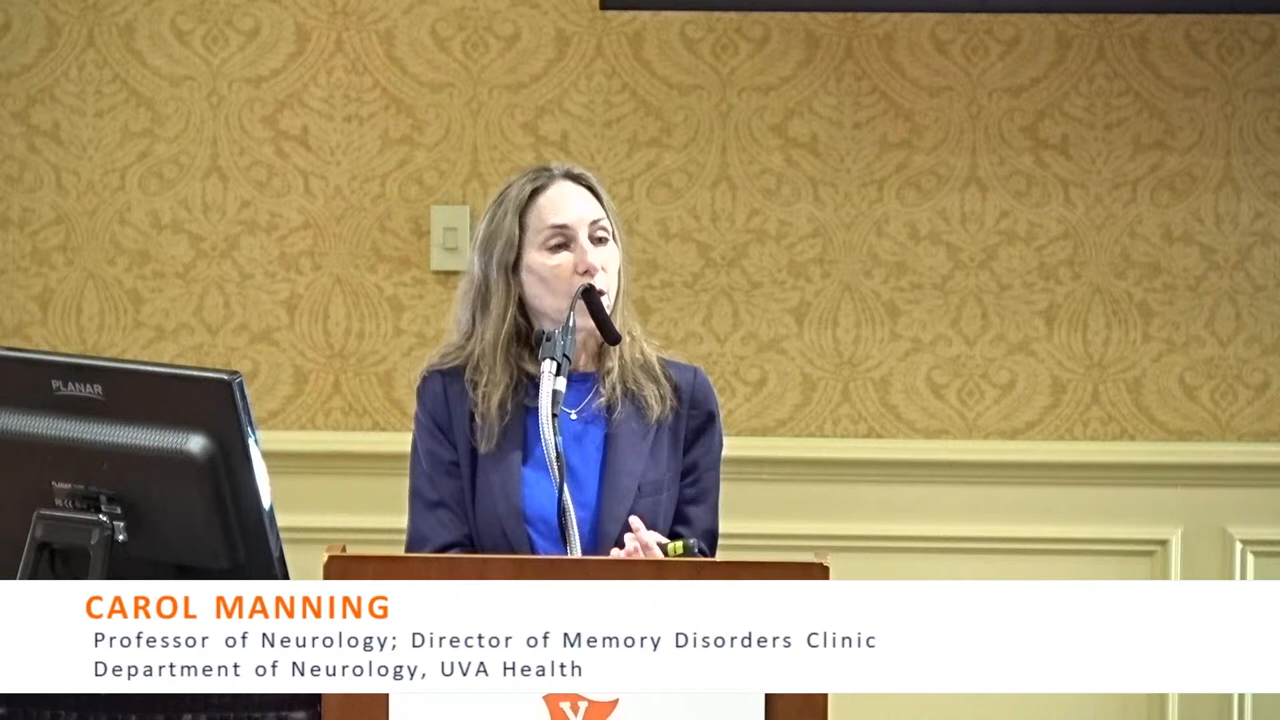 PLANAR
CAROL MANNING
Professor of Neurology; Director of Memory Disorders Clinic
Department of Neurology, UVA Health
V